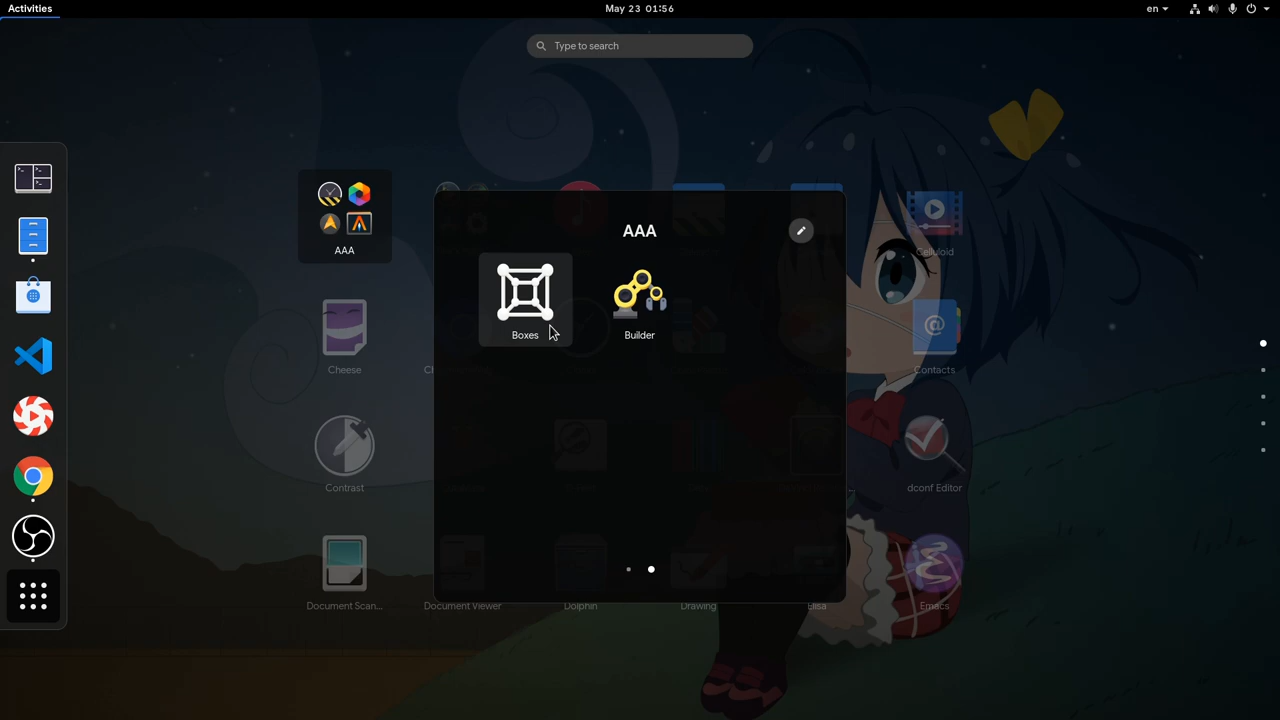 Activities
May 23 01:56
en
Type to search
AAA
AAA
Celluloid
Boxes
Builder
Cheese
Contacts
Contrast
dconf Editor
Document Scan...
Document Viewer
Dolphin
Drawing
Elisa
Emacs